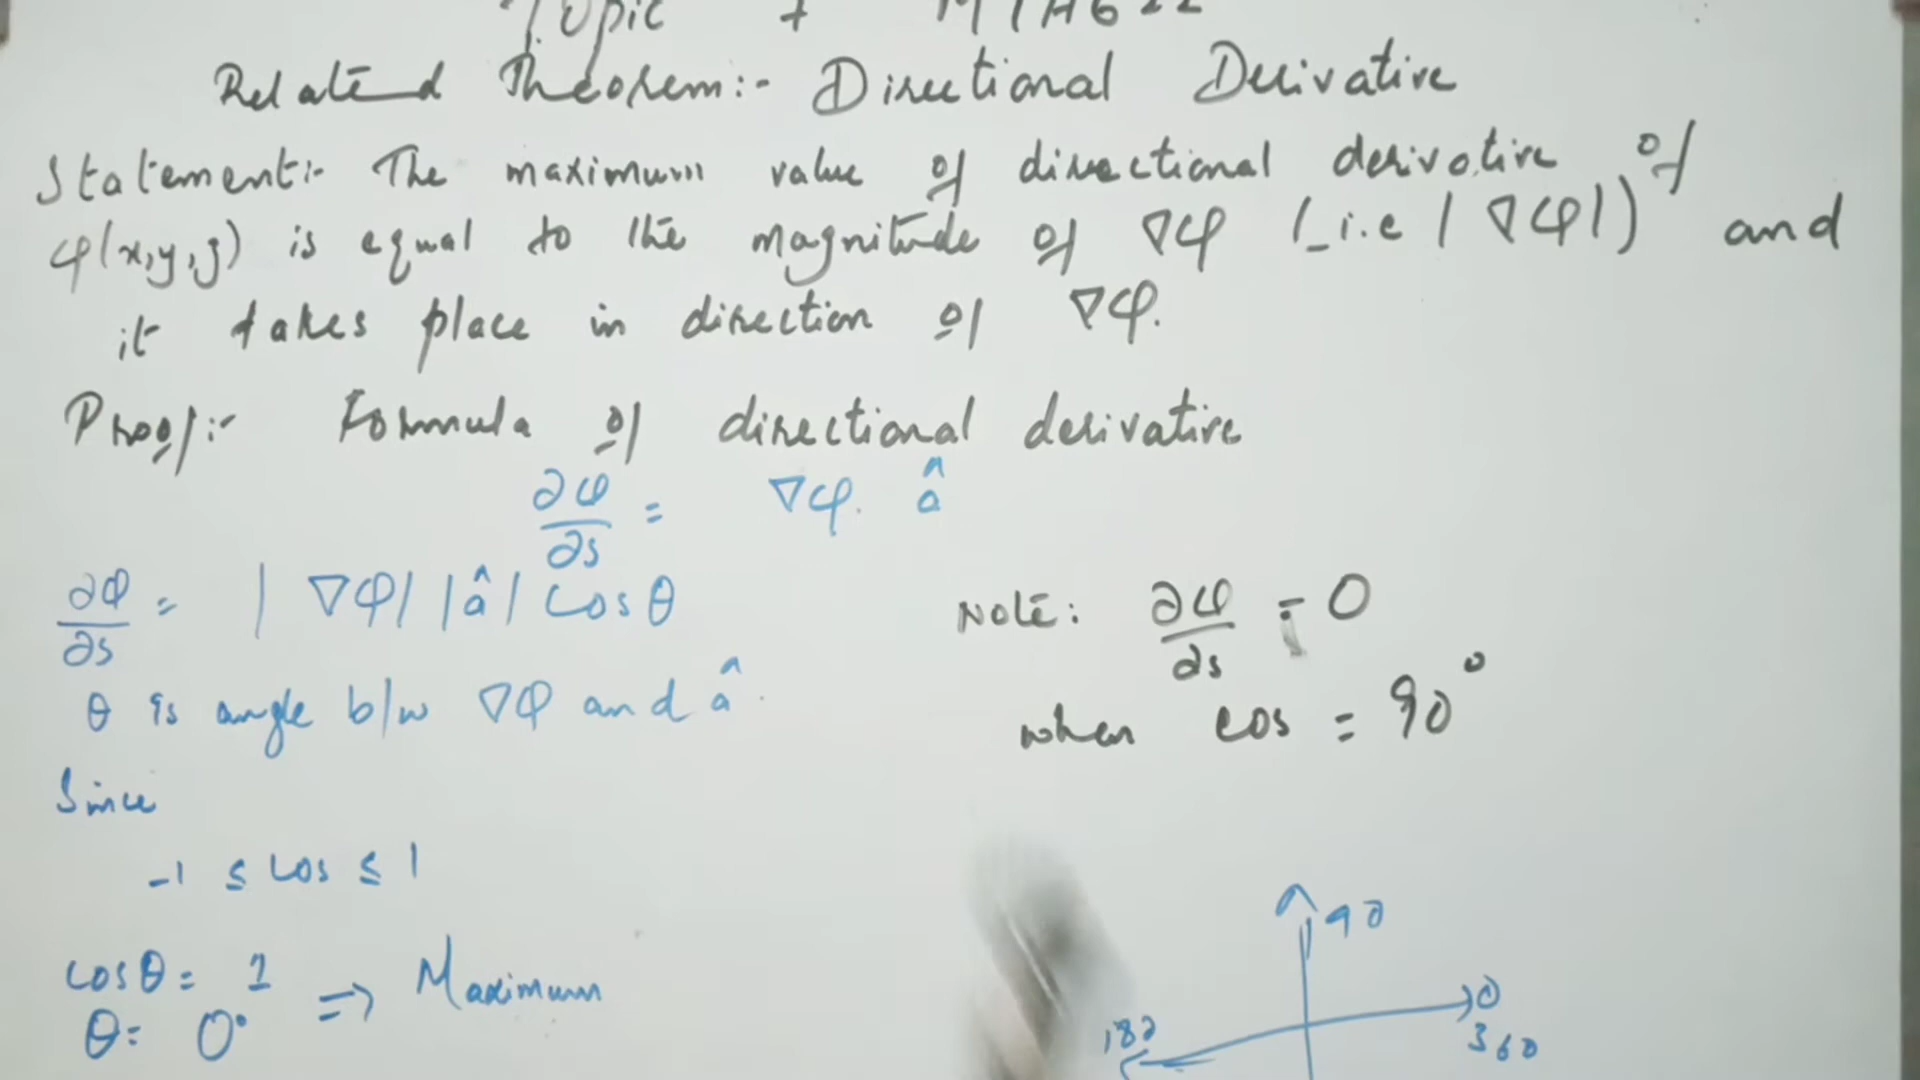 Topic + MTH622
Related Theorem:- Directional Derivative
Statement:- The maximum value of directional derivative of
φ(x,y,z) is equal to the magnitude of ∇φ (i.e |∇φ|) and
it takes place in direction of ∇φ.
Proof:- Formula of directional derivative
∂φ/∂s = ∇φ. â
∂φ/∂s = |∇φ| |â| cos θ
θ is angle b/w ∇φ and â.
Since
-1 ≤ cos ≤ 1
cosθ = 1
θ = 0° => Maximum
Note: ∂φ/∂s = 0
when cos = 90°
90
0
180
360